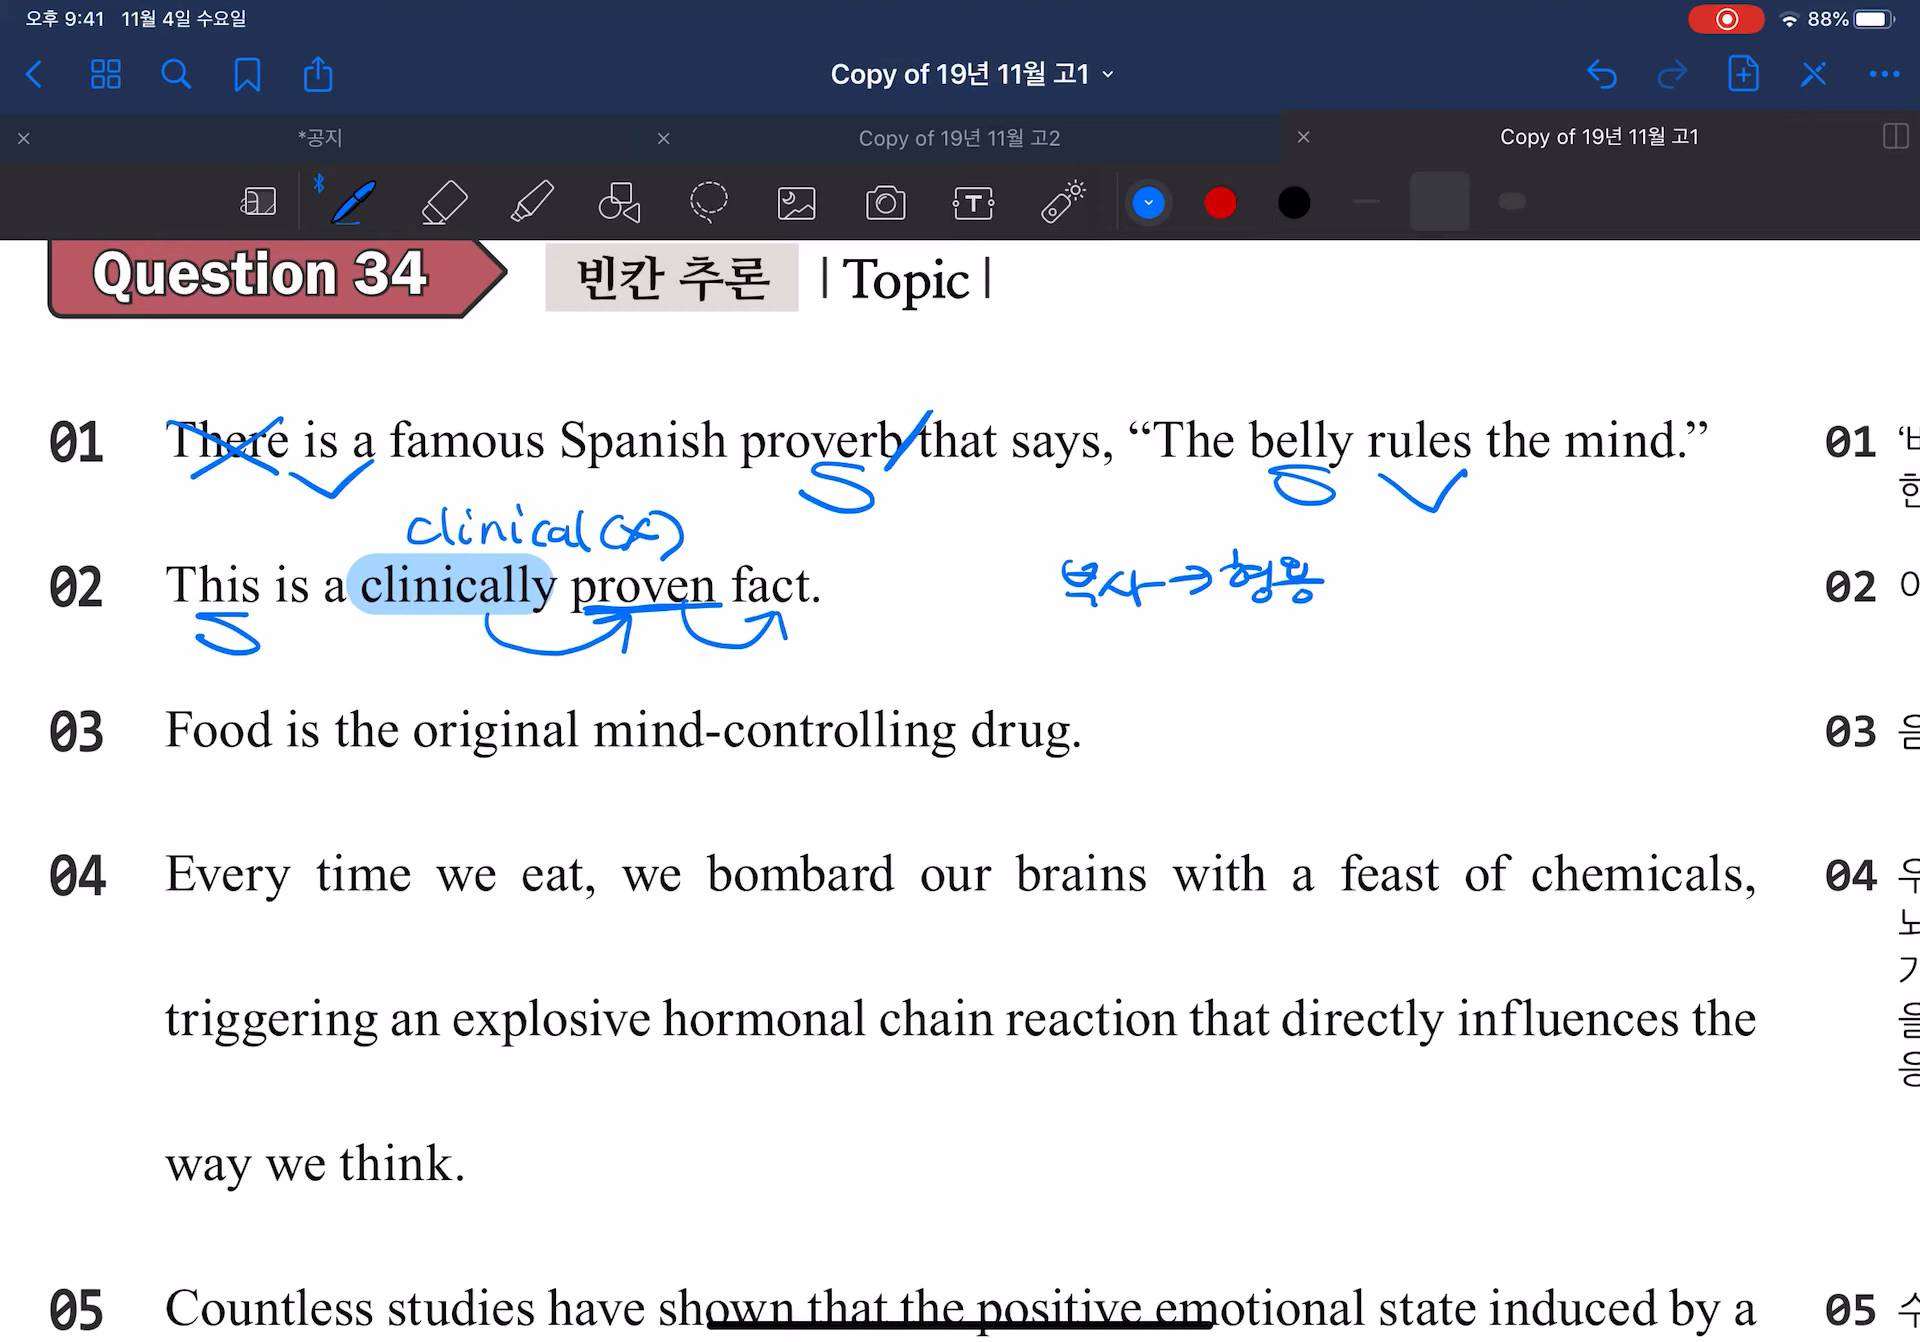 오후 9:41 11월 4일 수요일 88%
Copy of 19년 11월 고1
*공지 Copy of 19년 11월 고2 Copy of 19년 11월 고1
Question 34 빈칸 추론 | Topic |
01 There is a famous Spanish proverb that says, “The belly rules the mind.” 01
S V S V
clinical (x)
02 This is a clinically proven fact. 부사 → 형용 02
S
03 Food is the original mind-controlling drug. 03 음
04 Every time we eat, we bombard our brains with a feast of chemicals, 04 우
triggering an explosive hormonal chain reaction that directly influences the
way we think.
05 Countless studies have shown that the positive emotional state induced by a 05 수